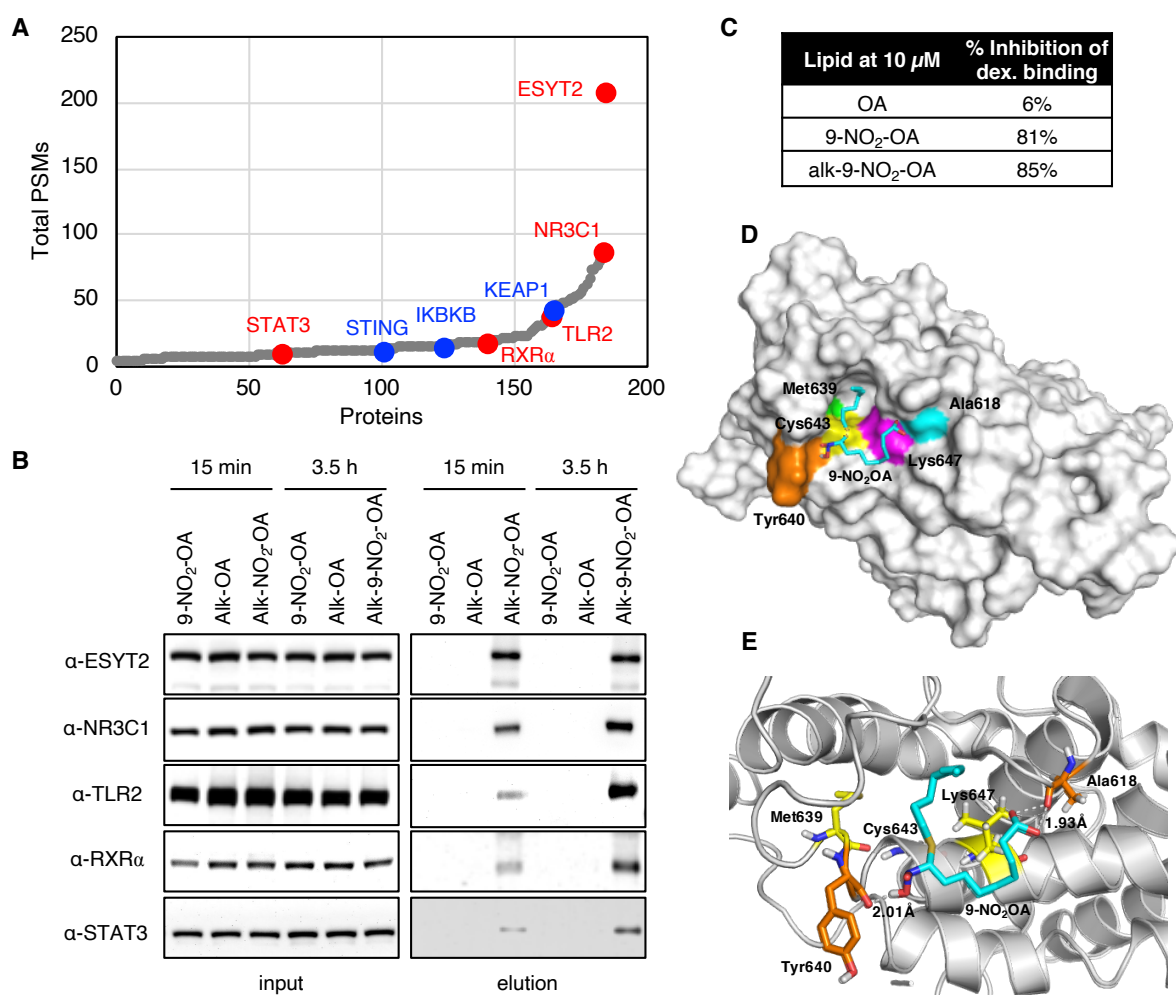 A
250
200
150
100
50
0
Total PSMs
0
50
100
150
200
Proteins
ESYT2
NR3C1
KEAP1
IKBKB
STING
STAT3
TLR2
RXRα
B
15 min 3.5 h 15 min 3.5 h
9-NO₂-OA
Alk-OA
Alk-NO₂-OA
9-NO₂-OA
Alk-OA
Alk-9-NO₂-OA
9-NO₂-OA
Alk-OA
Alk-NO₂-OA
9-NO₂-OA
Alk-OA
Alk-9-NO₂-OA
α-ESYT2
α-NR3C1
α-TLR2
α-RXRα
α-STAT3
input elution
C
Lipid at 10 µM % Inhibition of
dex. binding
OA 6%
9-NO₂-OA 81%
alk-9-NO₂-OA 85%
D
Met639
Ala618
Cys643
Lys647
9-NO₂OA
Tyr640
E
Ala618
Lys647
Met639
Cys643
1.93Å
2.01Å
9-NO₂OA
Tyr640